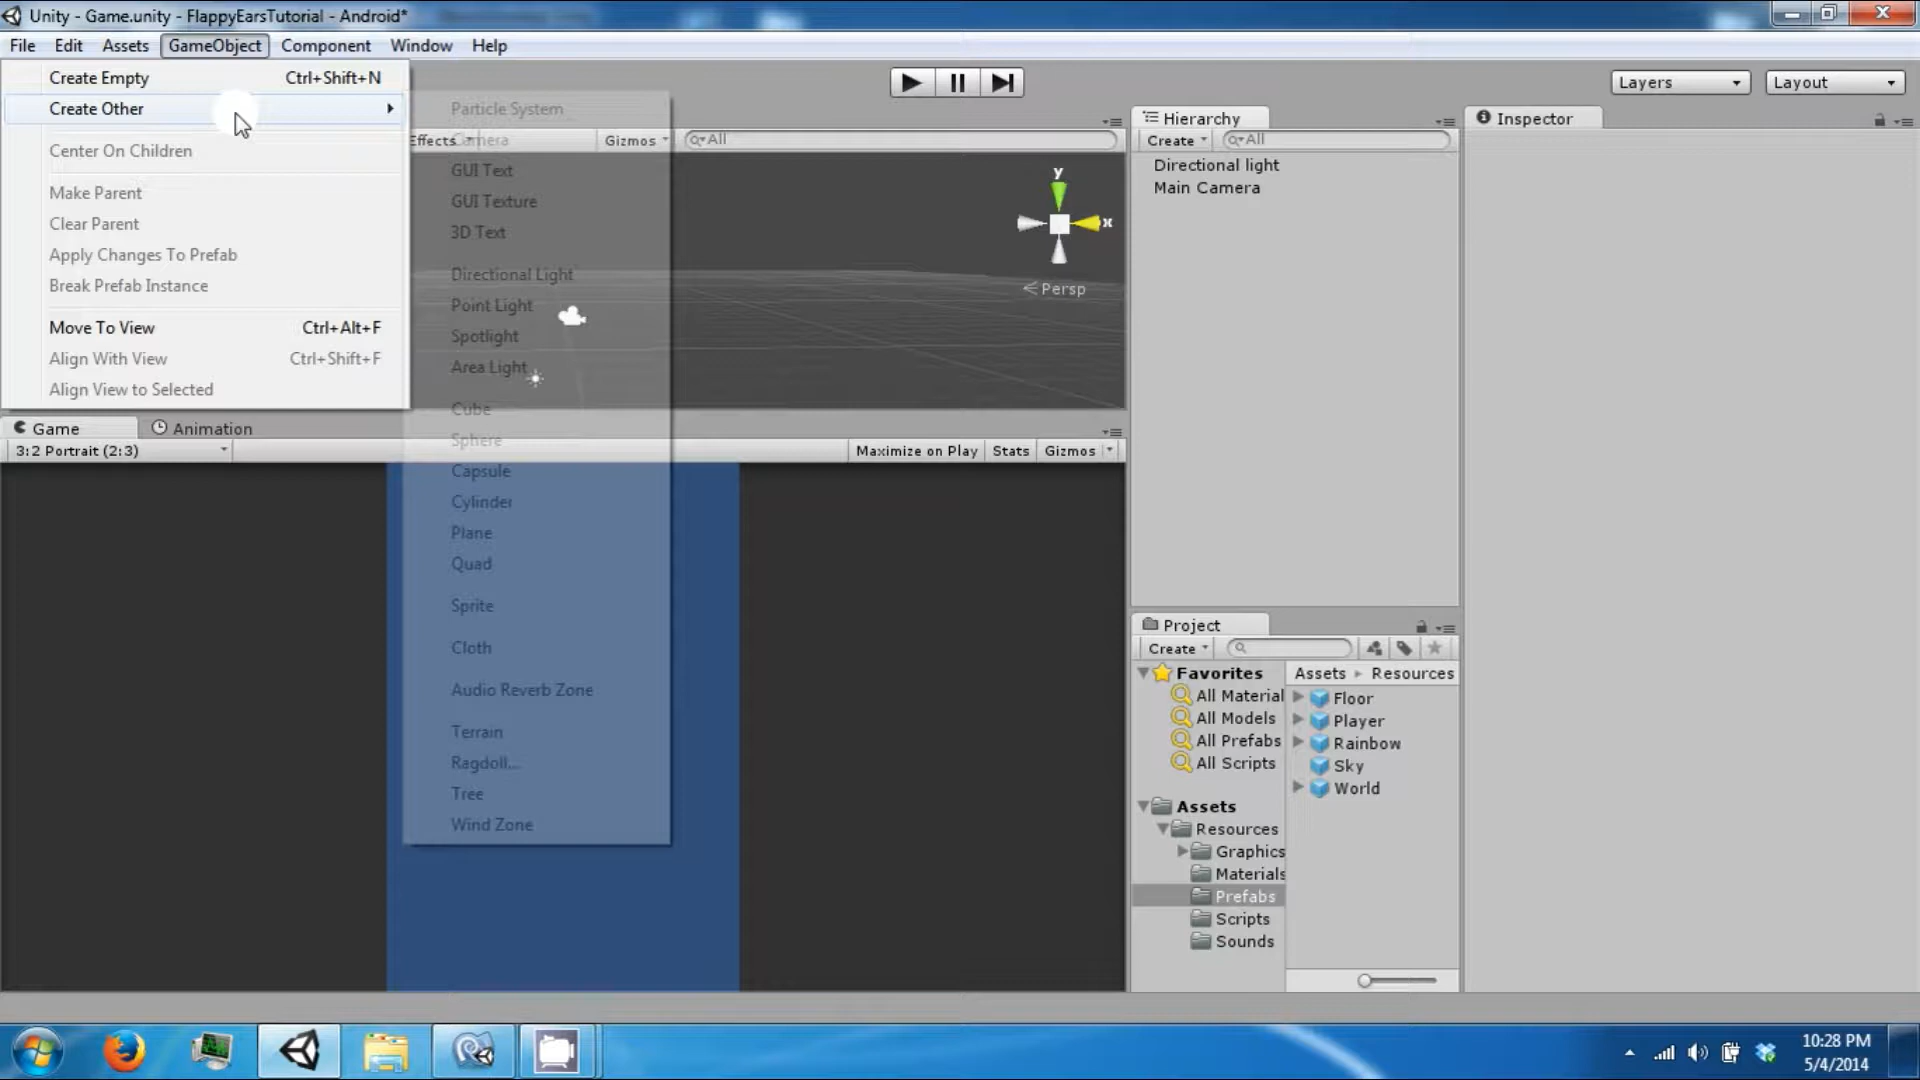 Unity - Game.unity - FlappyEarsTutorial - Android*
File Edit Assets GameObject Component Window Help
Create Empty Ctrl+Shift+N
Create Other
Center On Children
Make Parent
Clear Parent
Apply Changes To Prefab
Break Prefab Instance
Move To View Ctrl+Alt+F
Align With View Ctrl+Shift+F
Align View to Selected
Particle System
Camera
GUI Text
GUI Texture
3D Text
Directional Light
Point Light
Spotlight
Area Light
Cube
Sphere
Capsule
Cylinder
Plane
Quad
Sprite
Cloth
Audio Reverb Zone
Terrain
Ragdoll...
Tree
Wind Zone
Layers Layout
Effects Gizmos All
y
x
Persp
Game Animation
3:2 Portrait (2:3) Maximize on Play Stats Gizmos
Hierarchy
Create All
Directional light
Main Camera
Inspector
Project
Create
Favorites
All Material
All Models
All Prefabs
All Scripts
Assets
Resources
Graphics
Materials
Prefabs
Scripts
Sounds
Assets Resources
Floor
Player
Rainbow
Sky
World
10:28 PM
5/4/2014